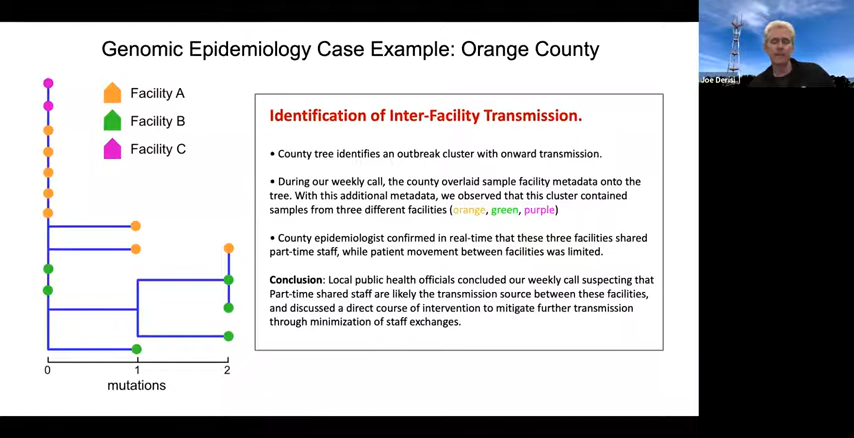 Genomic Epidemiology Case Example: Orange County
Joe Derisi
Facility A
Facility B
Facility C
Identification of Inter-Facility Transmission.
• County tree identifies an outbreak cluster with onward transmission.
• During our weekly call, the county overlaid sample facility metadata onto the
tree. With this additional metadata, we observed that this cluster contained
samples from three different facilities (orange, green, purple)
• County epidemiologist confirmed in real-time that these three facilities shared
part-time staff, while patient movement between facilities was limited.
Conclusion: Local public health officials concluded our weekly call suspecting that
Part-time shared staff are likely the transmission source between these facilities,
and discussed a direct course of intervention to mitigate further transmission
through minimization of staff exchanges.
0 1 2
mutations